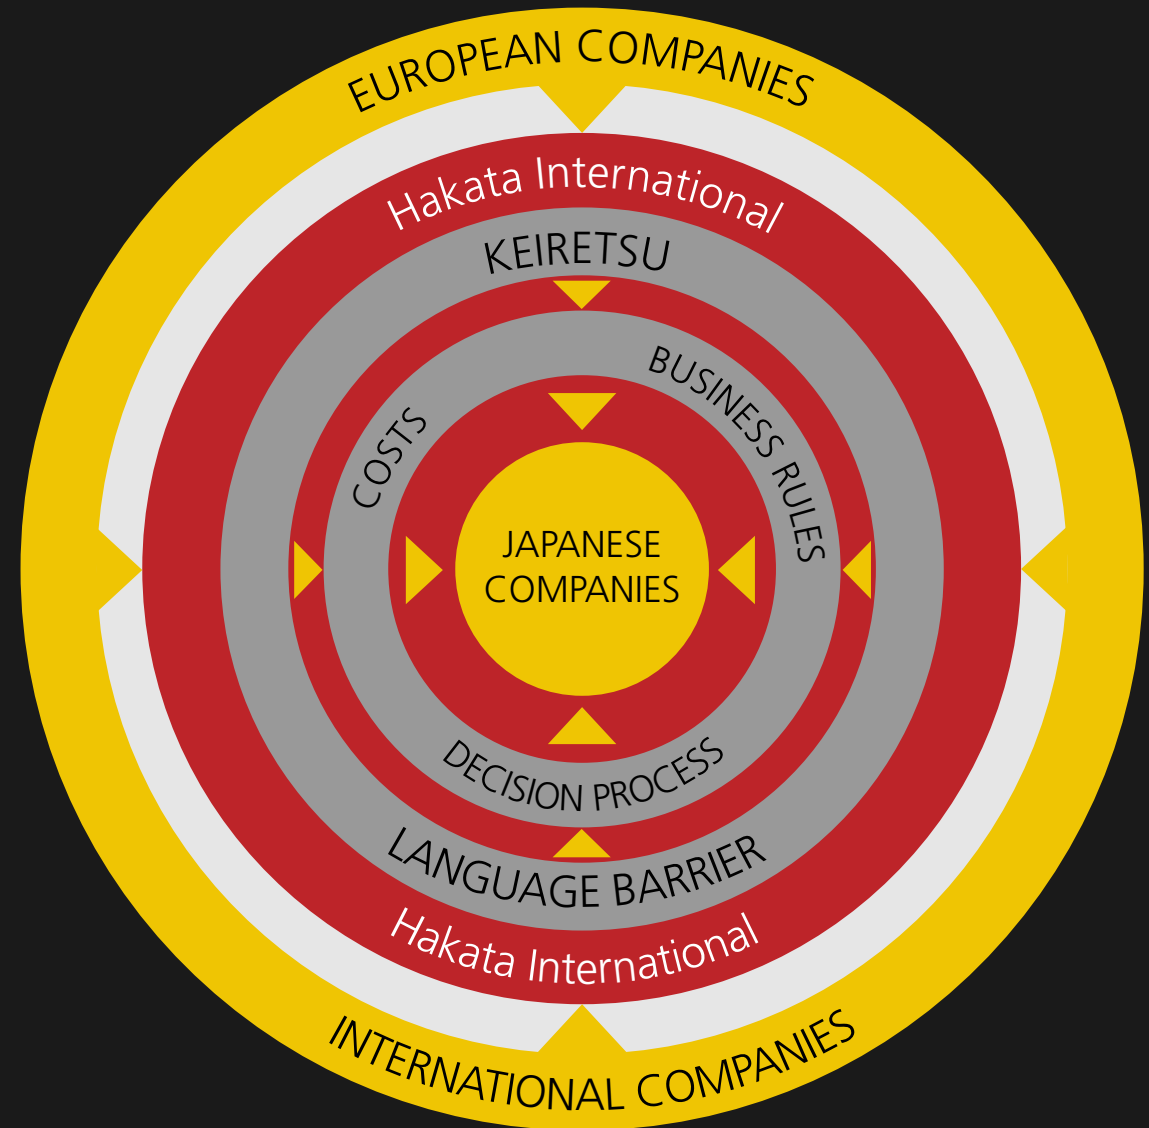 EUROPEAN COMPANIES
Hakata International
KEIRETSU
BUSINESS RULES
COSTS
JAPANESE
COMPANIES
DECISION PROCESS
LANGUAGE BARRIER
Hakata International
INTERNATIONAL COMPANIES